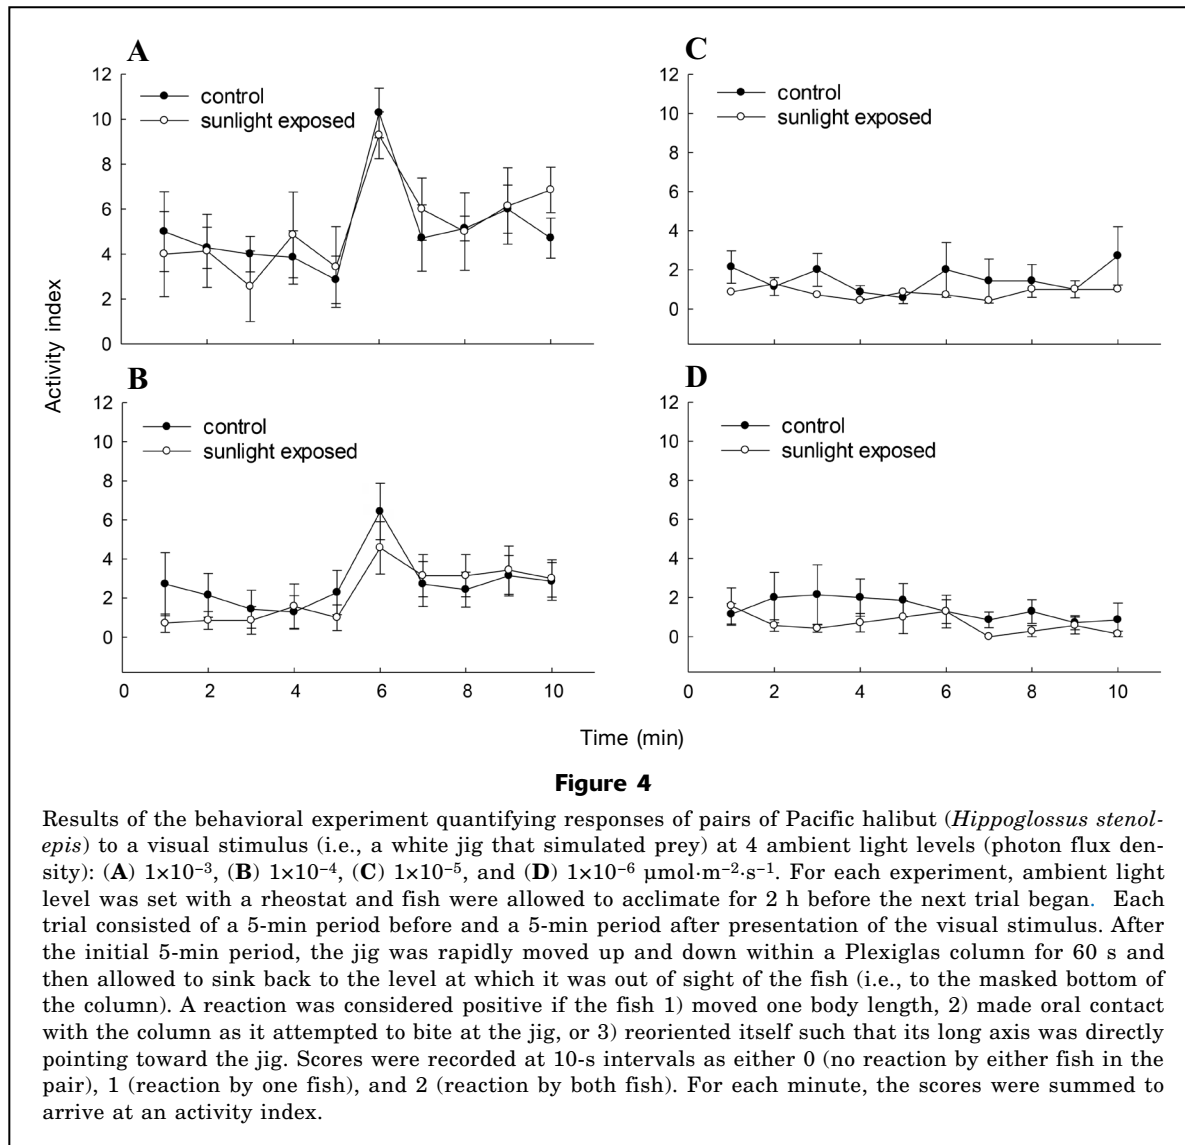 A
12
10
8
6
4
2
0
control
sunlight exposed
C
12
10
8
6
4
2
0
control
sunlight exposed
Activity index
B
12
10
8
6
4
2
0
control
sunlight exposed
0 2 4 6 8 10
D
12
10
8
6
4
2
0
control
sunlight exposed
0 2 4 6 8 10
Time (min)
Figure 4
Results of the behavioral experiment quantifying responses of pairs of Pacific halibut (Hippoglossus stenol-
epis) to a visual stimulus (i.e., a white jig that simulated prey) at 4 ambient light levels (photon flux den-
sity): (A) 1×10⁻³, (B) 1×10⁻⁴, (C) 1×10⁻⁵, and (D) 1×10⁻⁶ μmol·m⁻²·s⁻¹. For each experiment, ambient light
level was set with a rheostat and fish were allowed to acclimate for 2 h before the next trial began. Each
trial consisted of a 5-min period before and a 5-min period after presentation of the visual stimulus. After
the initial 5-min period, the jig was rapidly moved up and down within a Plexiglas column for 60 s and
then allowed to sink back to the level at which it was out of sight of the fish (i.e., to the masked bottom of
the column). A reaction was considered positive if the fish 1) moved one body length, 2) made oral contact
with the column as it attempted to bite at the jig, or 3) reoriented itself such that its long axis was directly
pointing toward the jig. Scores were recorded at 10-s intervals as either 0 (no reaction by either fish in the
pair), 1 (reaction by one fish), and 2 (reaction by both fish). For each minute, the scores were summed to
arrive at an activity index.